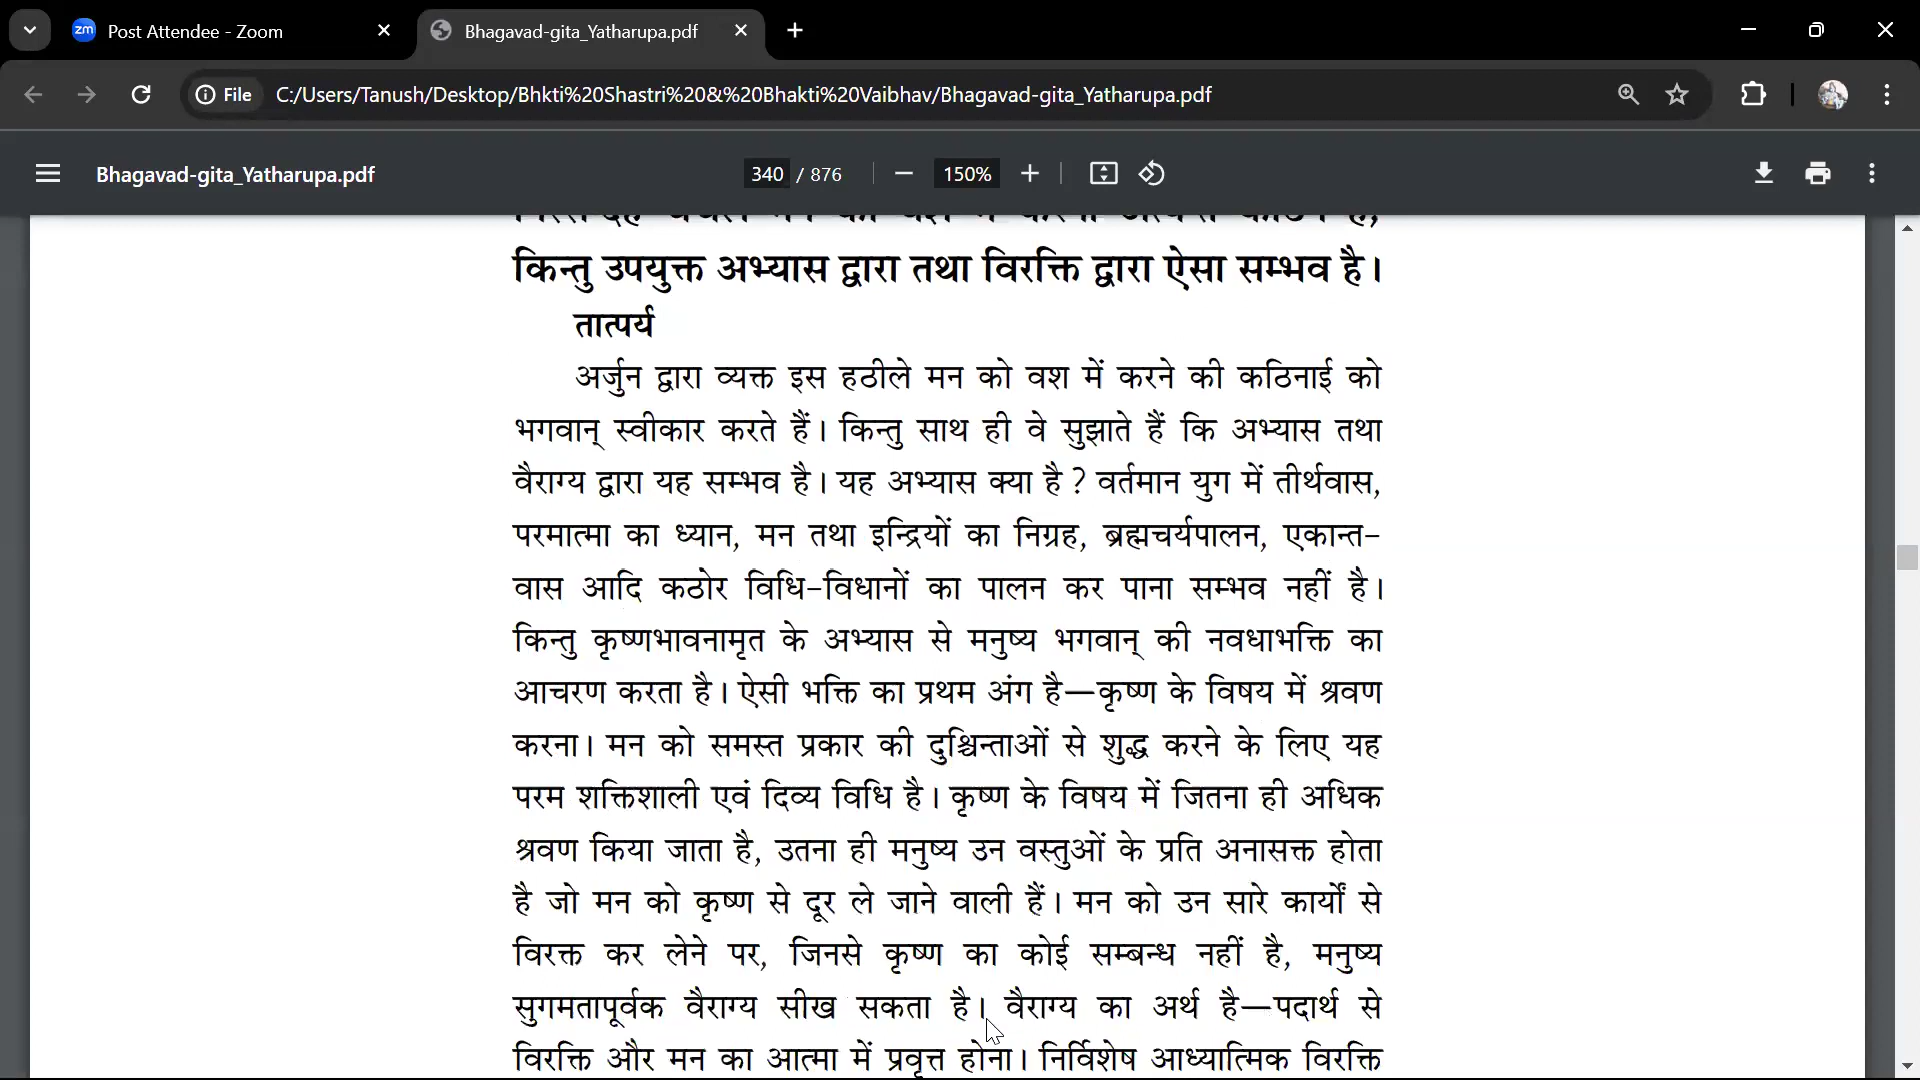 Post Attendee - Zoom
Bhagavad-gita_Yatharupa.pdf
File
C:/Users/Tanush/Desktop/Bhkti%20Shastri%20&%20Bhakti%20Vaibhav/Bhagavad-gita_Yatharupa.pdf
Bhagavad-gita_Yatharupa.pdf
340 / 876
150%
किन्तु उपयुक्त अभ्यास द्वारा तथा विरक्ति द्वारा ऐसा सम्भव है।
तात्पर्य
अर्जुन द्वारा व्यक्त इस हठीले मन को वश में करने की कठिनाई को
भगवान् स्वीकार करते हैं। किन्तु साथ ही वे सुझाते हैं कि अभ्यास तथा
वैराग्य द्वारा यह सम्भव है। यह अभ्यास क्या है? वर्तमान युग में तीर्थवास,
परमात्मा का ध्यान, मन तथा इन्द्रियों का निग्रह, ब्रह्मचर्यपालन, एकान्त-
वास आदि कठोर विधि-विधानों का पालन कर पाना सम्भव नहीं है।
किन्तु कृष्णभावनामृत के अभ्यास से मनुष्य भगवान् की नवधाभक्ति का
आचरण करता है। ऐसी भक्ति का प्रथम अंग है—कृष्ण के विषय में श्रवण
करना। मन को समस्त प्रकार की दुश्चिन्ताओं से शुद्ध करने के लिए यह
परम शक्तिशाली एवं दिव्य विधि है। कृष्ण के विषय में जितना ही अधिक
श्रवण किया जाता है, उतना ही मनुष्य उन वस्तुओं के प्रति अनासक्त होता
है जो मन को कृष्ण से दूर ले जाने वाली हैं। मन को उन सारे कार्यों से
विरक्त कर लेने पर, जिनसे कृष्ण का कोई सम्बन्ध नहीं है, मनुष्य
सुगमतापूर्वक वैराग्य सीख सकता है। वैराग्य का अर्थ है—पदार्थ से
विरक्ति और मन का आत्मा में प्रवृत्त होना। निर्विशेष आध्यात्मिक विरक्ति